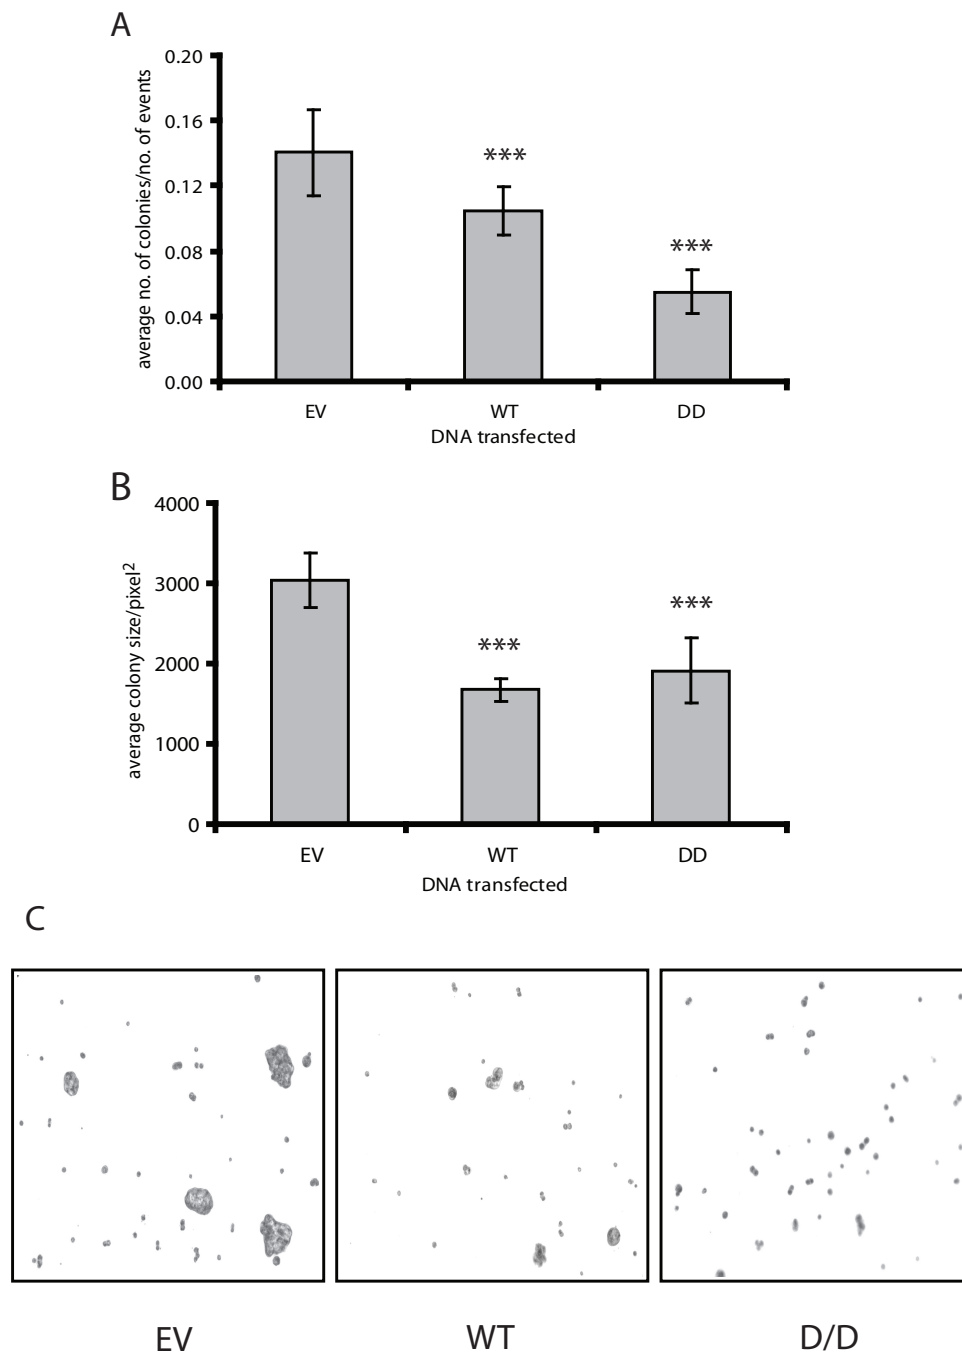 A
average no. of colonies/no. of events
0.20
0.16
0.12
0.08
0.04
0.00
***
***
EV WT DD
DNA transfected
B
average colony size/pixel2
4000
3000
2000
1000
0
***
***
EV WT DD
DNA transfected
C
EV WT D/D